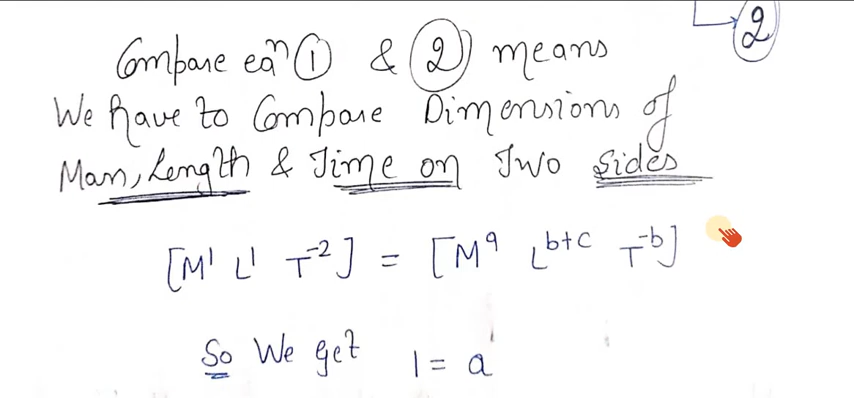 2
Compare eqn 1 & 2 means
We have to Compare Dimensions of
Mass, Length & Time on Two sides
[M¹ L¹ T⁻²] = [Mᵃ Lᵇ⁺ᶜ T⁻ᵇ]
So We get 1 = a